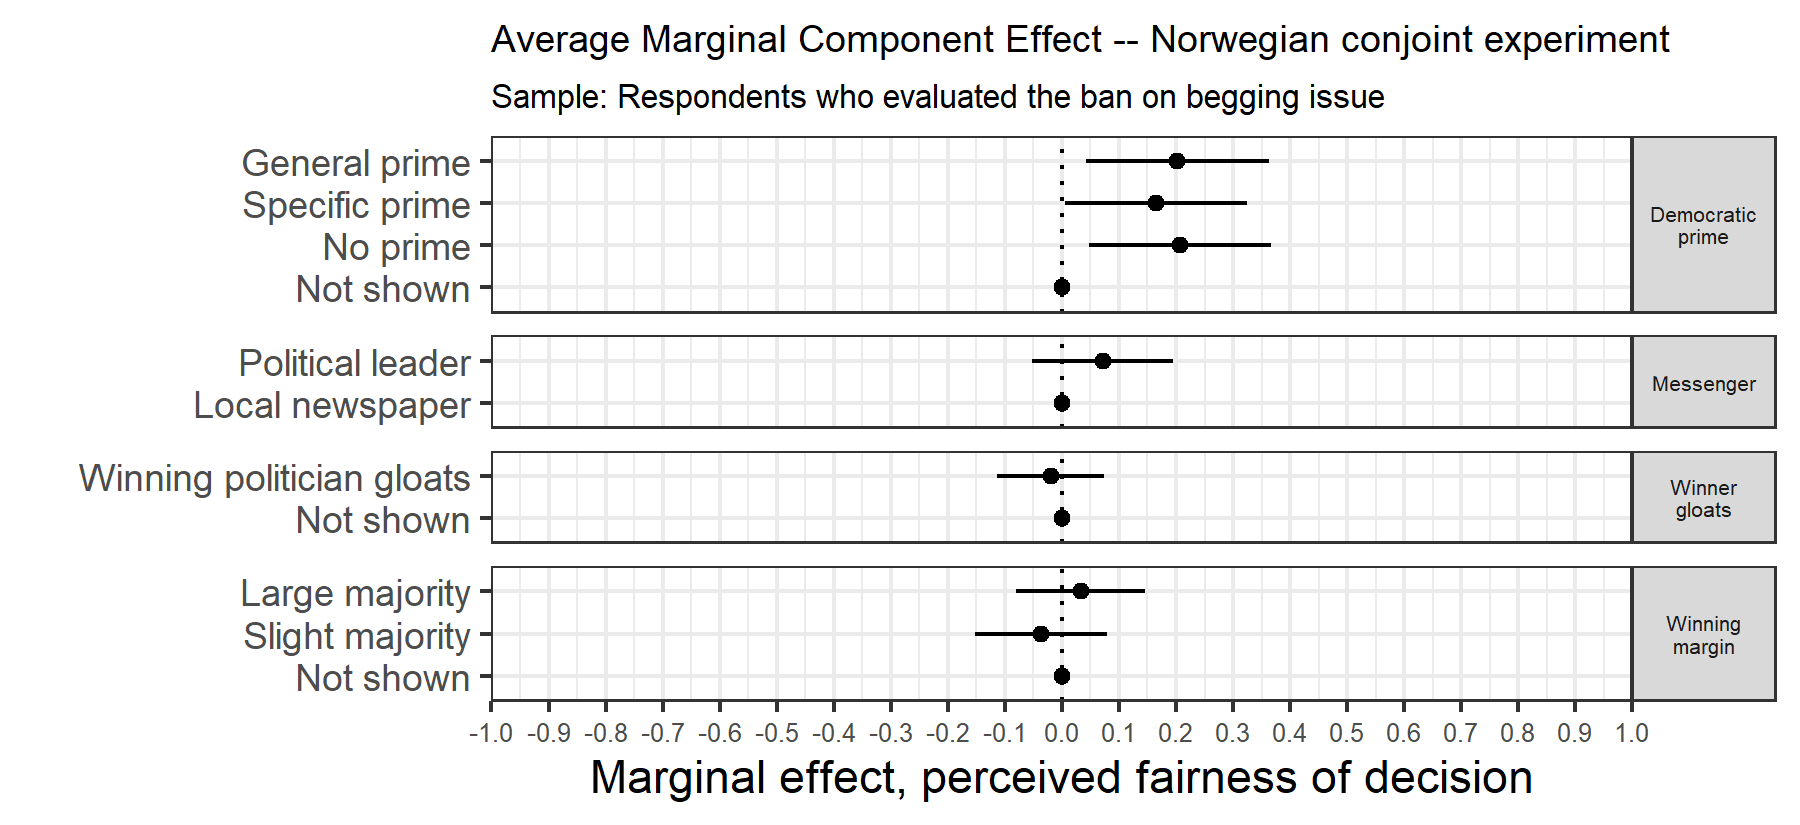 Average Marginal Component Effect -- Norwegian conjoint experiment
Sample: Respondents who evaluated the ban on begging issue
General prime
Specific prime
No prime
Not shown
Democratic
prime
Political leader
Local newspaper
Messenger
Winning politician gloats
Not shown
Winner
gloats
Large majority
Slight majority
Not shown
Winning
margin
-1.0 -0.9 -0.8 -0.7 -0.6 -0.5 -0.4 -0.3 -0.2 -0.1 0.0 0.1 0.2 0.3 0.4 0.5 0.6 0.7 0.8 0.9 1.0
Marginal effect, perceived fairness of decision